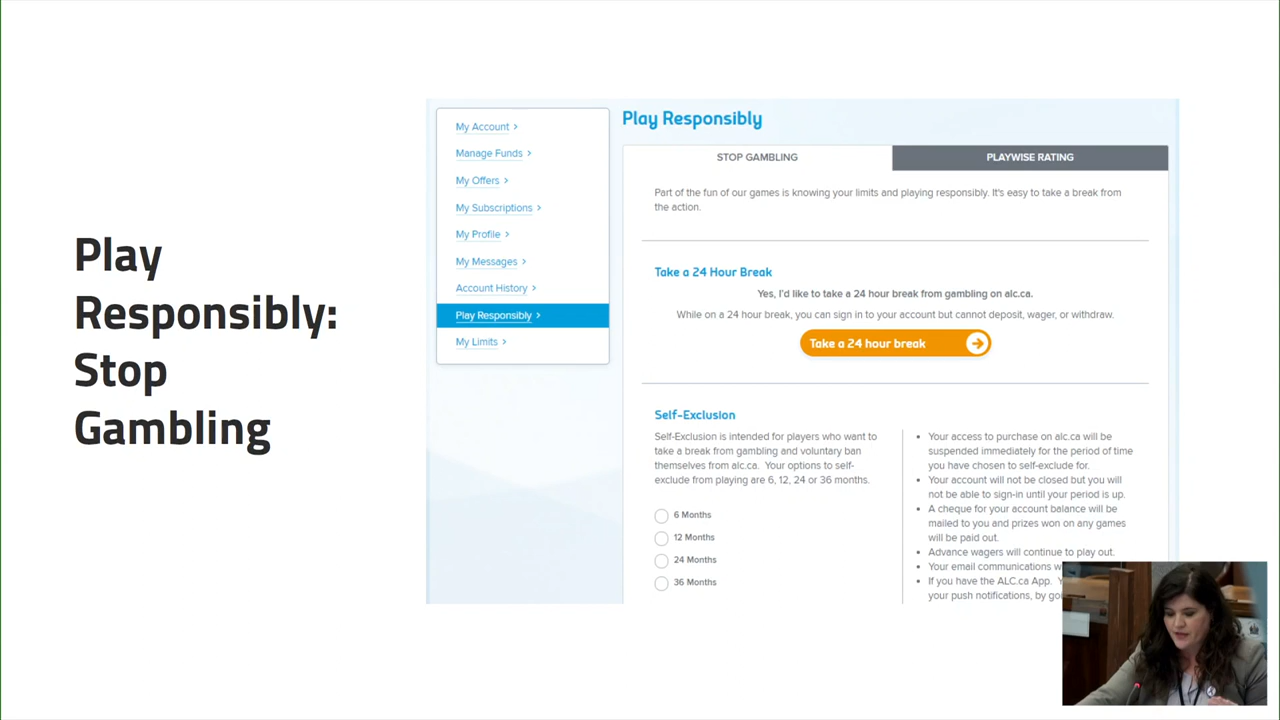 Play
Responsibly:
Stop
Gambling
My Account >
Manage Funds >
My Offers >
My Subscriptions >
My Profile >
My Messages >
Account History >
Play Responsibly >
My Limits >
Play Responsibly
STOP GAMBLING
PLAYWISE RATING
Part of the fun of our games is knowing your limits and playing responsibly. It's easy to take a break from
the action.
Take a 24 Hour Break
Yes, I'd like to take a 24 hour break from gambling on alc.ca.
While on a 24 hour break, you can sign in to your account but cannot deposit, wager, or withdraw.
Take a 24 hour break
Self-Exclusion
Self-Exclusion is intended for players who want to
take a break from gambling and voluntary ban
themselves from alc.ca. Your options to self-
exclude from playing are 6, 12, 24 or 36 months.
6 Months
12 Months
24 Months
36 Months
• Your access to purchase on alc.ca will be
suspended immediately for the period of time
you have chosen to self-exclude for.
• Your account will not be closed but you will
not be able to sign-in until your period is up.
• A cheque for your account balance will be
mailed to you and prizes won on any games
will be paid out.
• Advance wagers will continue to play out.
• Your email communications
• If you have the ALC.ca App.
your push notifications, by